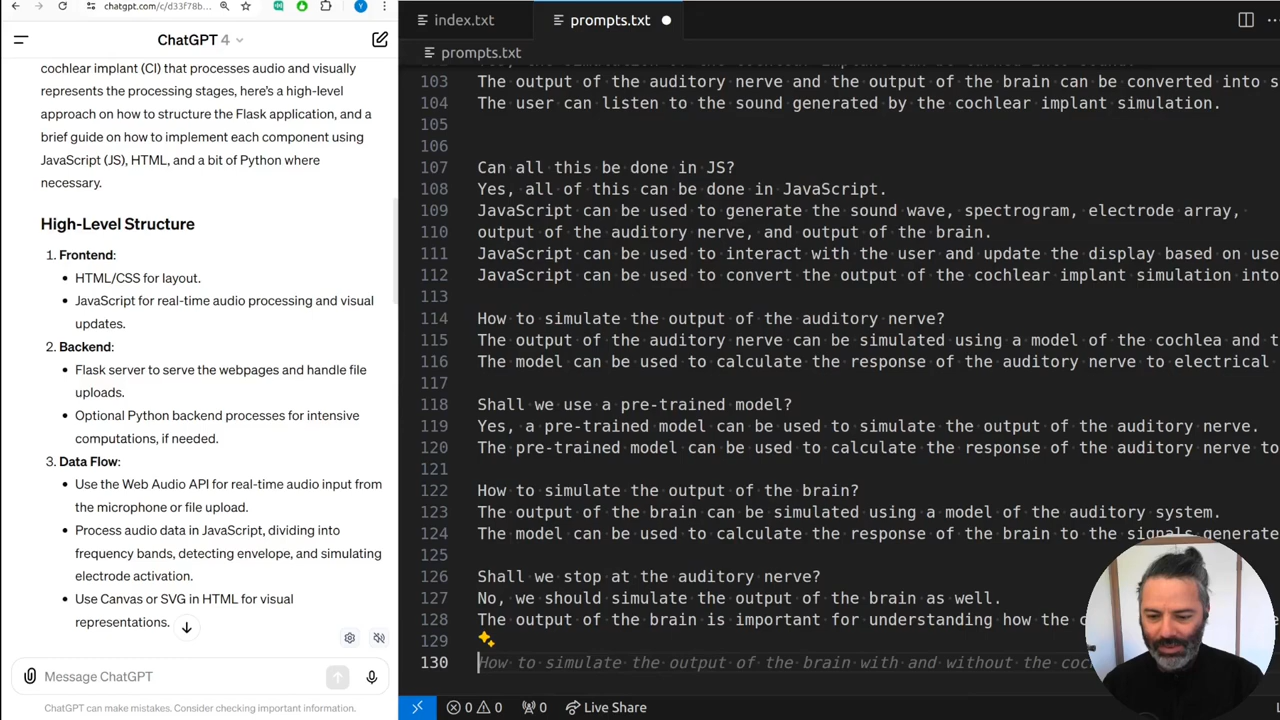 chatgpt.com/c/d33f78b...
ChatGPT 4
cochlear implant (CI) that processes audio and visually
represents the processing stages, here's a high-level
approach on how to structure the Flask application, and a
brief guide on how to implement each component using
JavaScript (JS), HTML, and a bit of Python where
necessary.
High-Level Structure
1. Frontend:
• HTML/CSS for layout.
• JavaScript for real-time audio processing and visual
updates.
2. Backend:
• Flask server to serve the webpages and handle file
uploads.
• Optional Python backend processes for intensive
computations, if needed.
3. Data Flow:
• Use the Web Audio API for real-time audio input from
the microphone or file upload.
• Process audio data in JavaScript, dividing into
frequency bands, detecting envelope, and simulating
electrode activation.
• Use Canvas or SVG in HTML for visual
representations.
Message ChatGPT
ChatGPT can make mistakes. Consider checking important information.
index.txt
prompts.txt
prompts.txt
103 The output of the auditory nerve and the output of the brain can be converted into s
104 The user can listen to the sound generated by the cochlear implant simulation.
105
106
107 Can all this be done in JS?
108 Yes, all of this can be done in JavaScript.
109 JavaScript can be used to generate the sound wave, spectrogram, electrode array,
110 output of the auditory nerve, and output of the brain.
111 JavaScript can be used to interact with the user and update the display based on use
112 JavaScript can be used to convert the output of the cochlear implant simulation into
113
114 How to simulate the output of the auditory nerve?
115 The output of the auditory nerve can be simulated using a model of the cochlea and t
116 The model can be used to calculate the response of the auditory nerve to electrical
117
118 Shall we use a pre-trained model?
119 Yes, a pre-trained model can be used to simulate the output of the auditory nerve.
120 The pre-trained model can be used to calculate the response of the auditory nerve to
121
122 How to simulate the output of the brain?
123 The output of the brain can be simulated using a model of the auditory system.
124 The model can be used to calculate the response of the brain to the signals generate
125
126 Shall we stop at the auditory nerve?
127 No, we should simulate the output of the brain as well.
128 The output of the brain is important for understanding how the c
129
130 How to simulate the output of the brain with and without the coc
0 0 0 Live Share